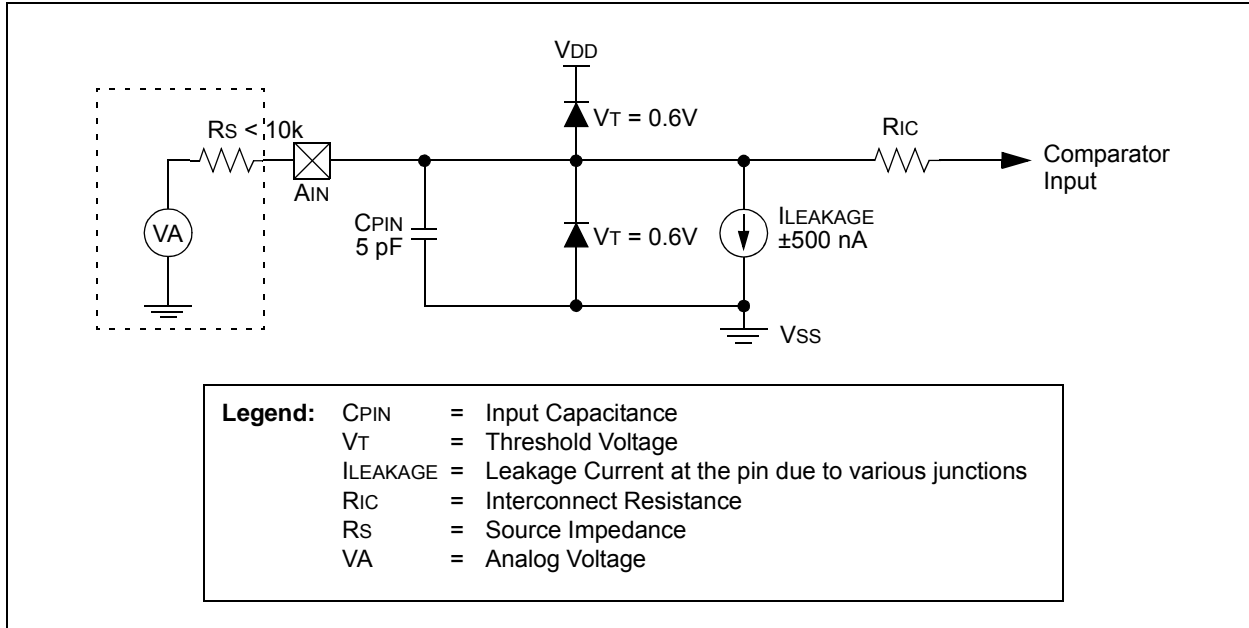 VDD
VT = 0.6V
RS < 10k
RIC
AIN
Comparator
Input
VA
CPIN
5 pF
VT = 0.6V
ILEAKAGE
±500 nA
VSS
Legend: CPIN = Input Capacitance
VT = Threshold Voltage
ILEAKAGE = Leakage Current at the pin due to various junctions
RIC = Interconnect Resistance
RS = Source Impedance
VA = Analog Voltage